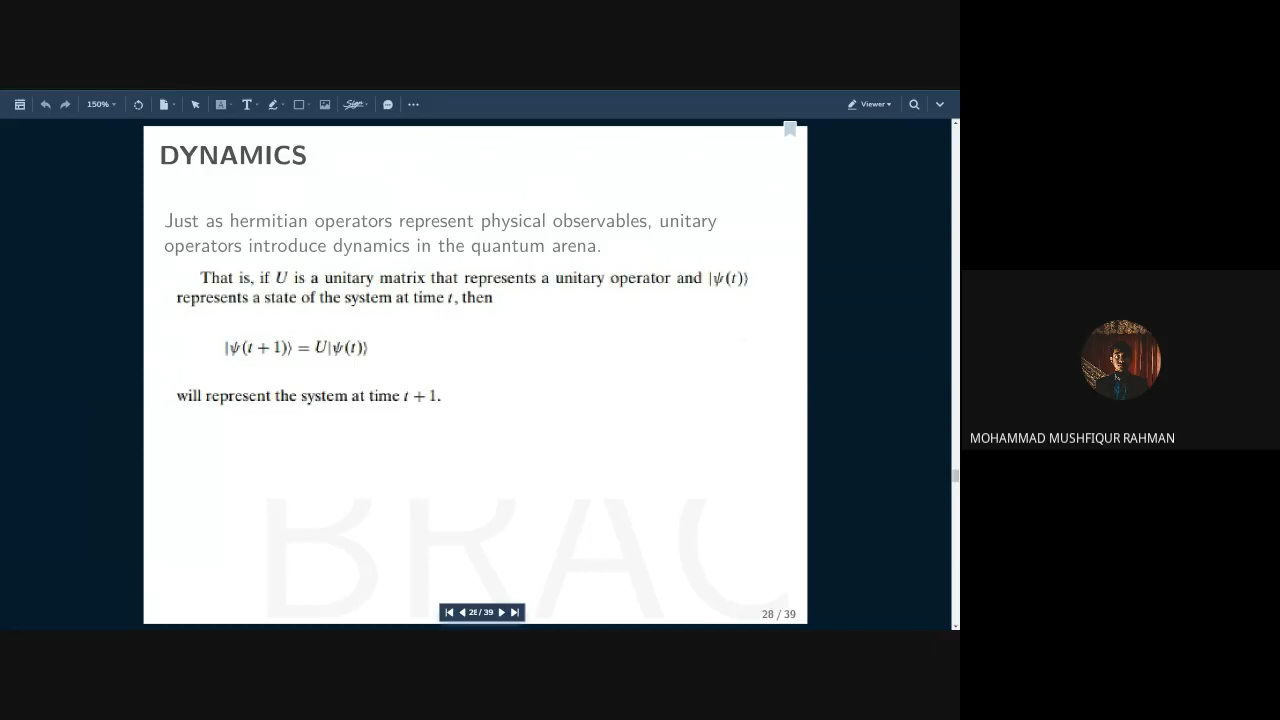 150%
T
Sign
Viewer
DYNAMICS
Just as hermitian operators represent physical observables, unitary
operators introduce dynamics in the quantum arena.
That is, if U is a unitary matrix that represents a unitary operator and |ψ(t)⟩
represents a state of the system at time t, then
|ψ(t + 1)⟩ = U|ψ(t)⟩
will represent the system at time t + 1.
BRAC
28 / 39
28 / 39
MOHAMMAD MUSHFIQUR RAHMAN